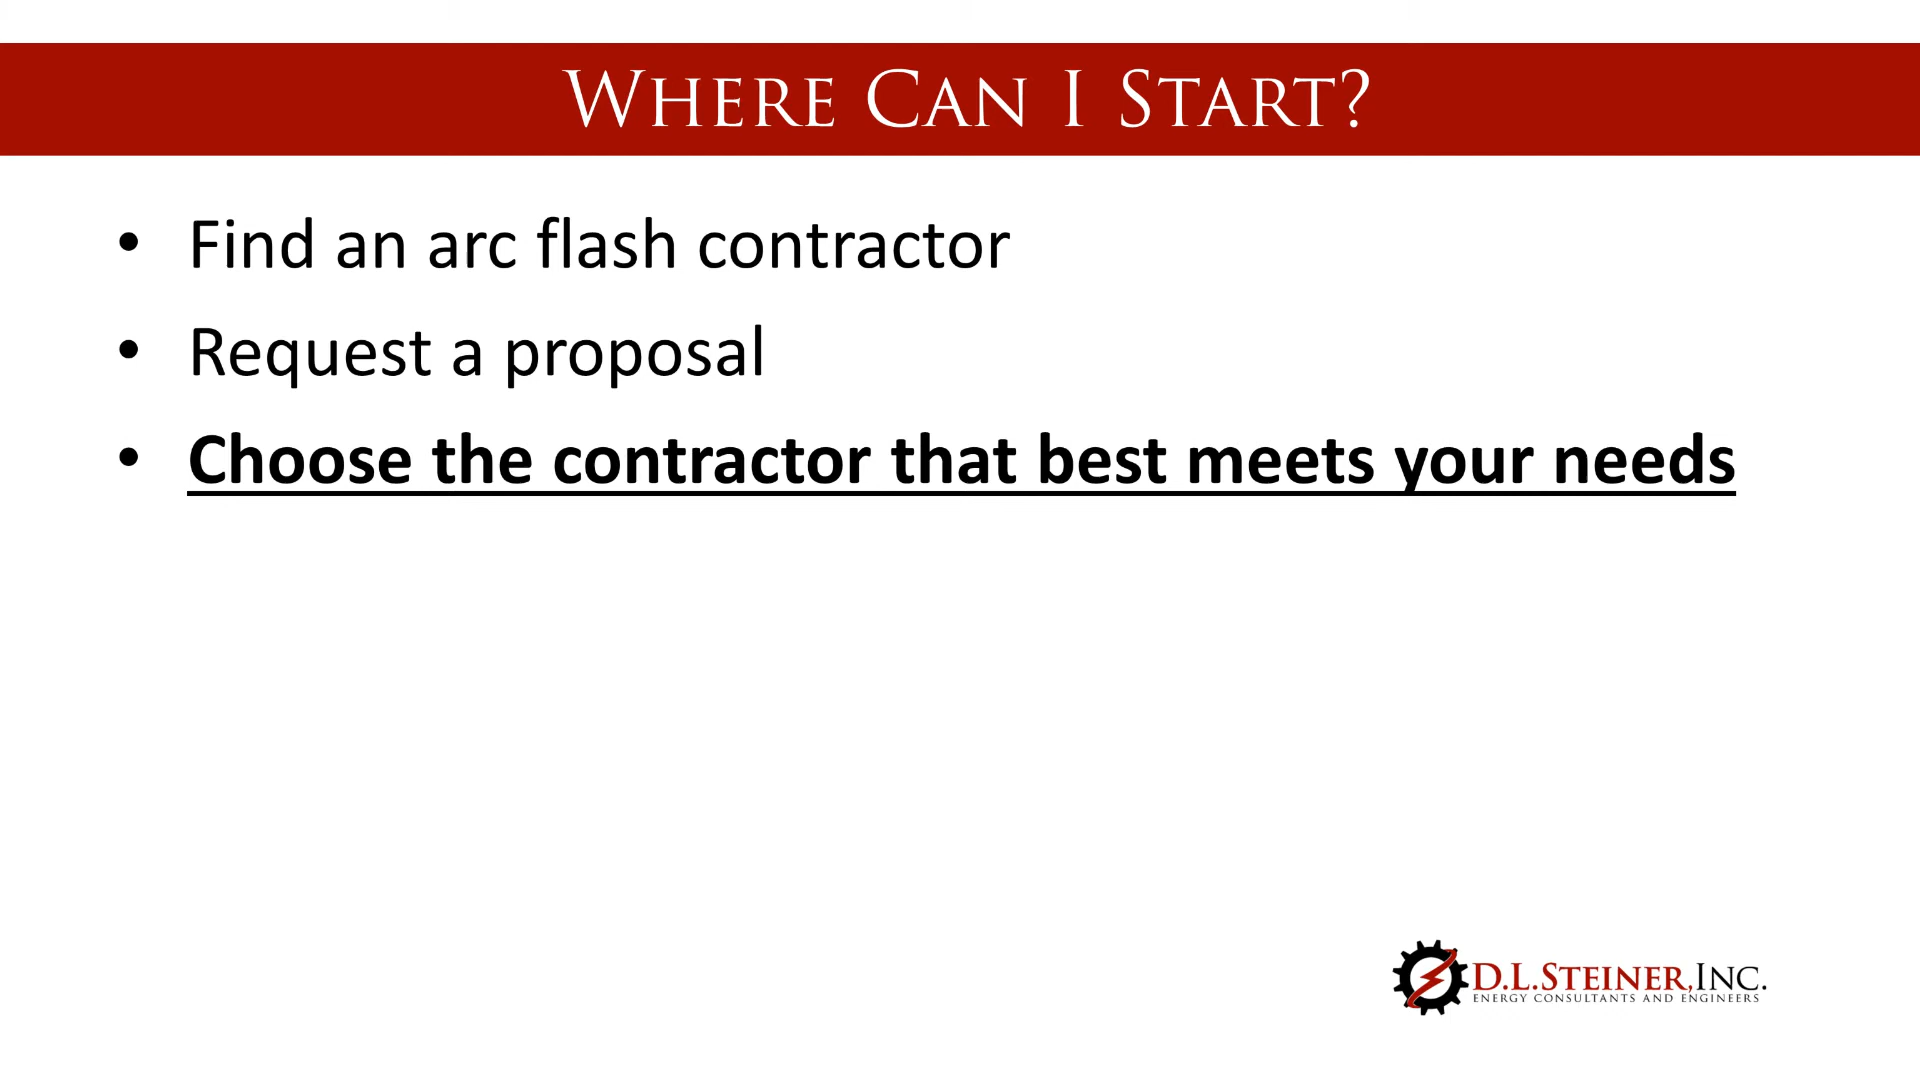 Where Can I Start?
• Find an arc flash contractor
• Request a proposal
• Choose the contractor that best meets your needs
D.L.Steiner,Inc.
Energy Consultants and Engineers